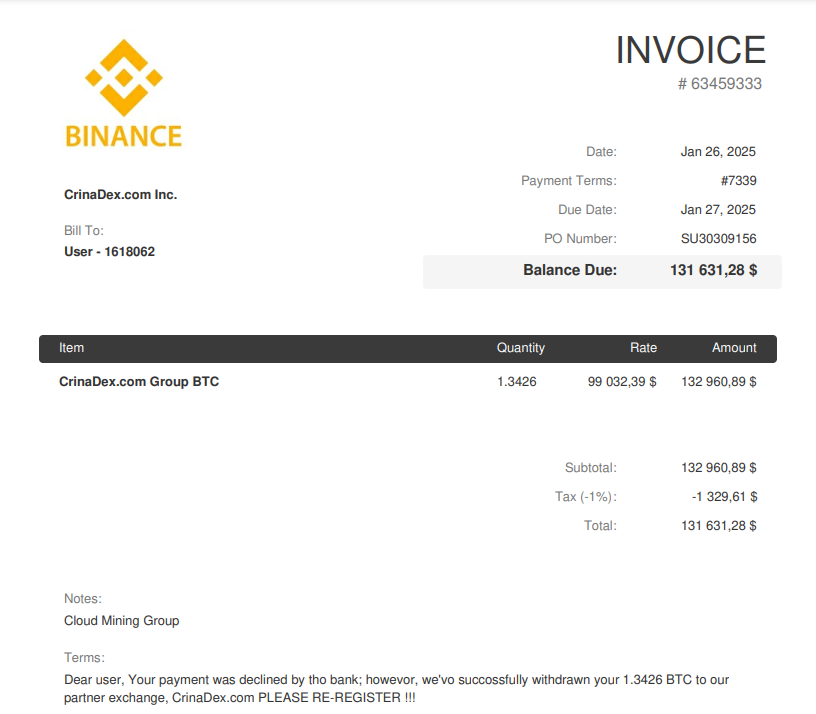 INVOICE
# 63459333
BINANCE
Date: Jan 26, 2025
Payment Terms: #7339
Due Date: Jan 27, 2025
PO Number: SU30309156
Balance Due: 131 631,28 $
CrinaDex.com Inc.
Bill To:
User - 1618062
Item Quantity Rate Amount
CrinaDex.com Group BTC 1.3426 99 032,39 $ 132 960,89 $
Subtotal: 132 960,89 $
Tax (-1%): -1 329,61 $
Total: 131 631,28 $
Notes:
Cloud Mining Group
Terms:
Dear user, Your payment was declined by tho bank; howevor, we'vo succossfully withdrawn your 1.3426 BTC to our
partner exchange, CrinaDex.com PLEASE RE-REGISTER !!!